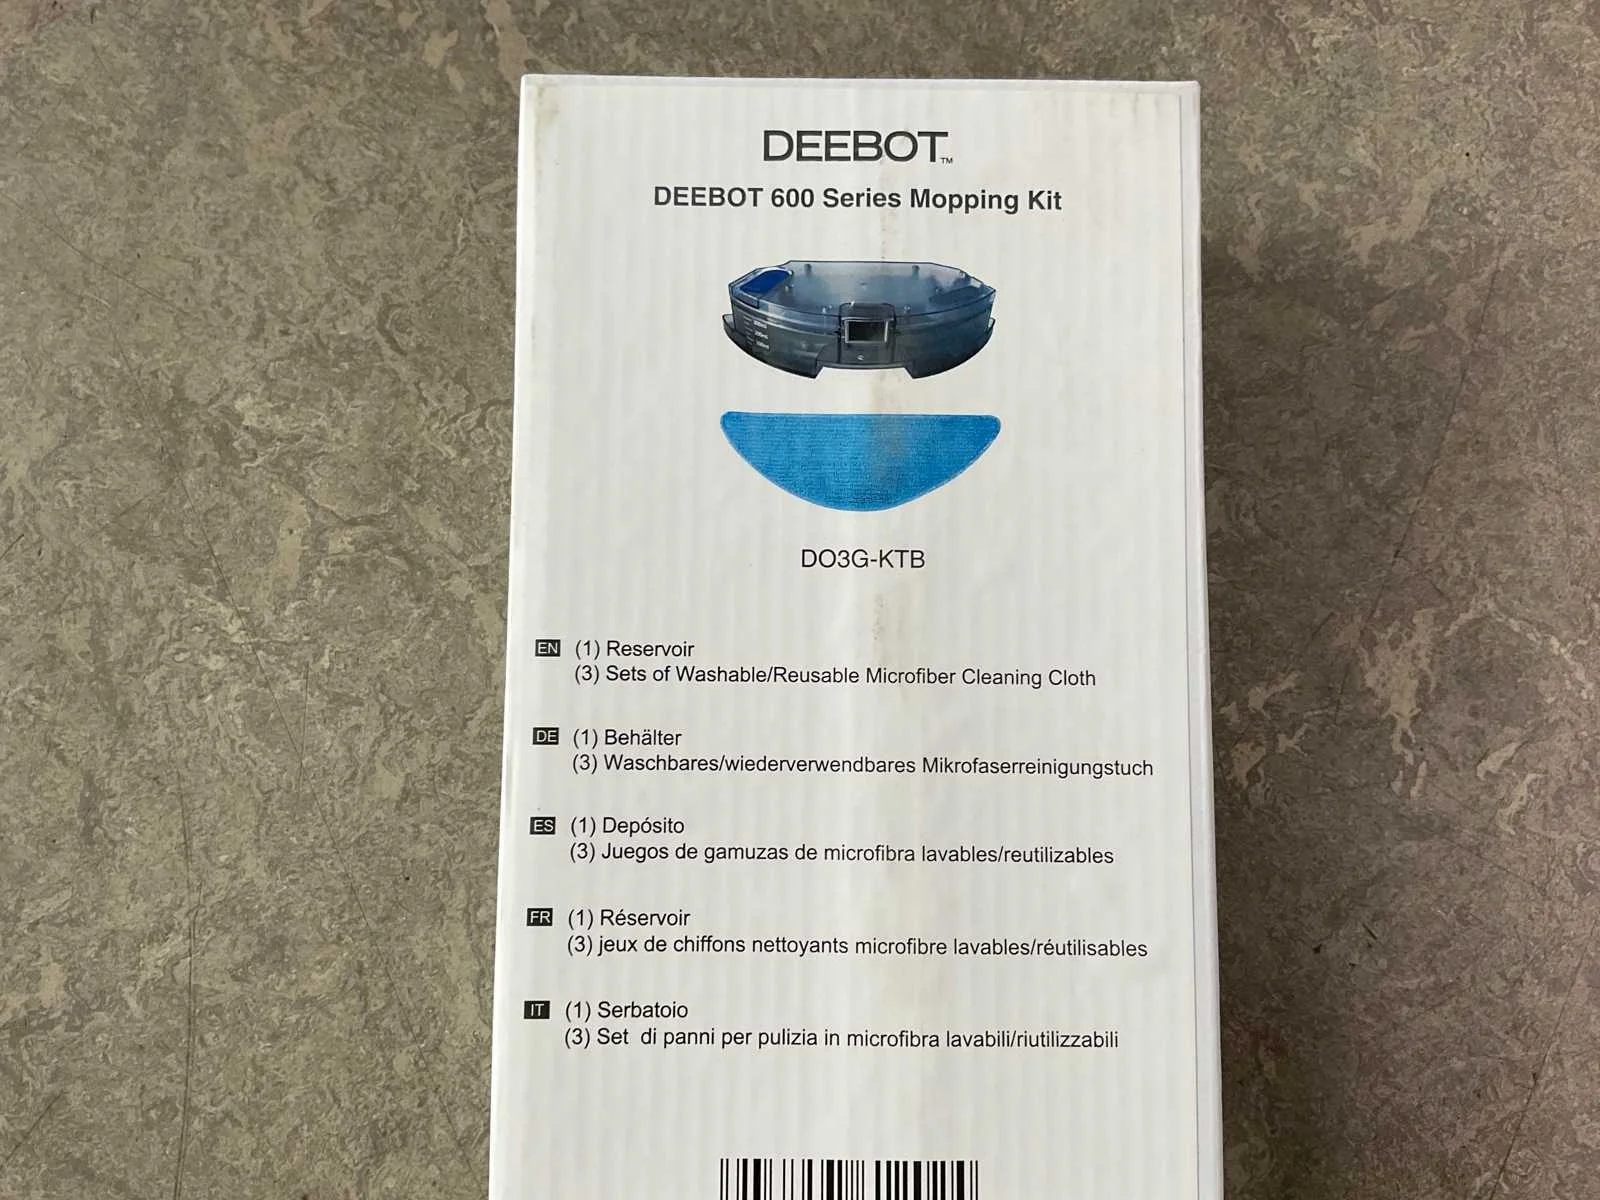 DEEBOT™
DEEBOT 600 Series Mopping Kit
DO3G-KTB
EN (1) Reservoir
(3) Sets of Washable/Reusable Microfiber Cleaning Cloth
DE (1) Behälter
(3) Waschbares/wiederverwendbares Mikrofaserreinigungstuch
ES (1) Depósito
(3) Juegos de gamuzas de microfibra lavables/reutilizables
FR (1) Réservoir
(3) jeux de chiffons nettoyants microfibre lavables/réutilisables
IT (1) Serbatoio
(3) Set di panni per pulizia in microfibra lavabili/riutilizzabili